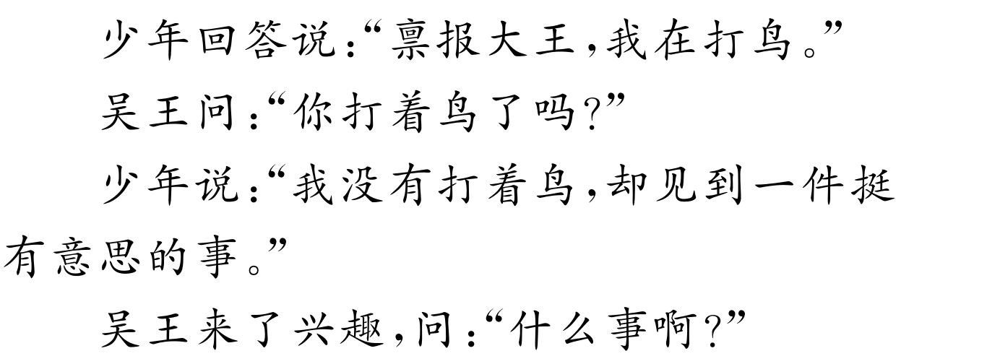 少年回答说：“禀报大王，我在打鸟。”
吴王问：“你打着鸟了吗？”
少年说：“我没有打着鸟，却见到一件挺
有意思的事。”
吴王来了兴趣，问：“什么事啊？”